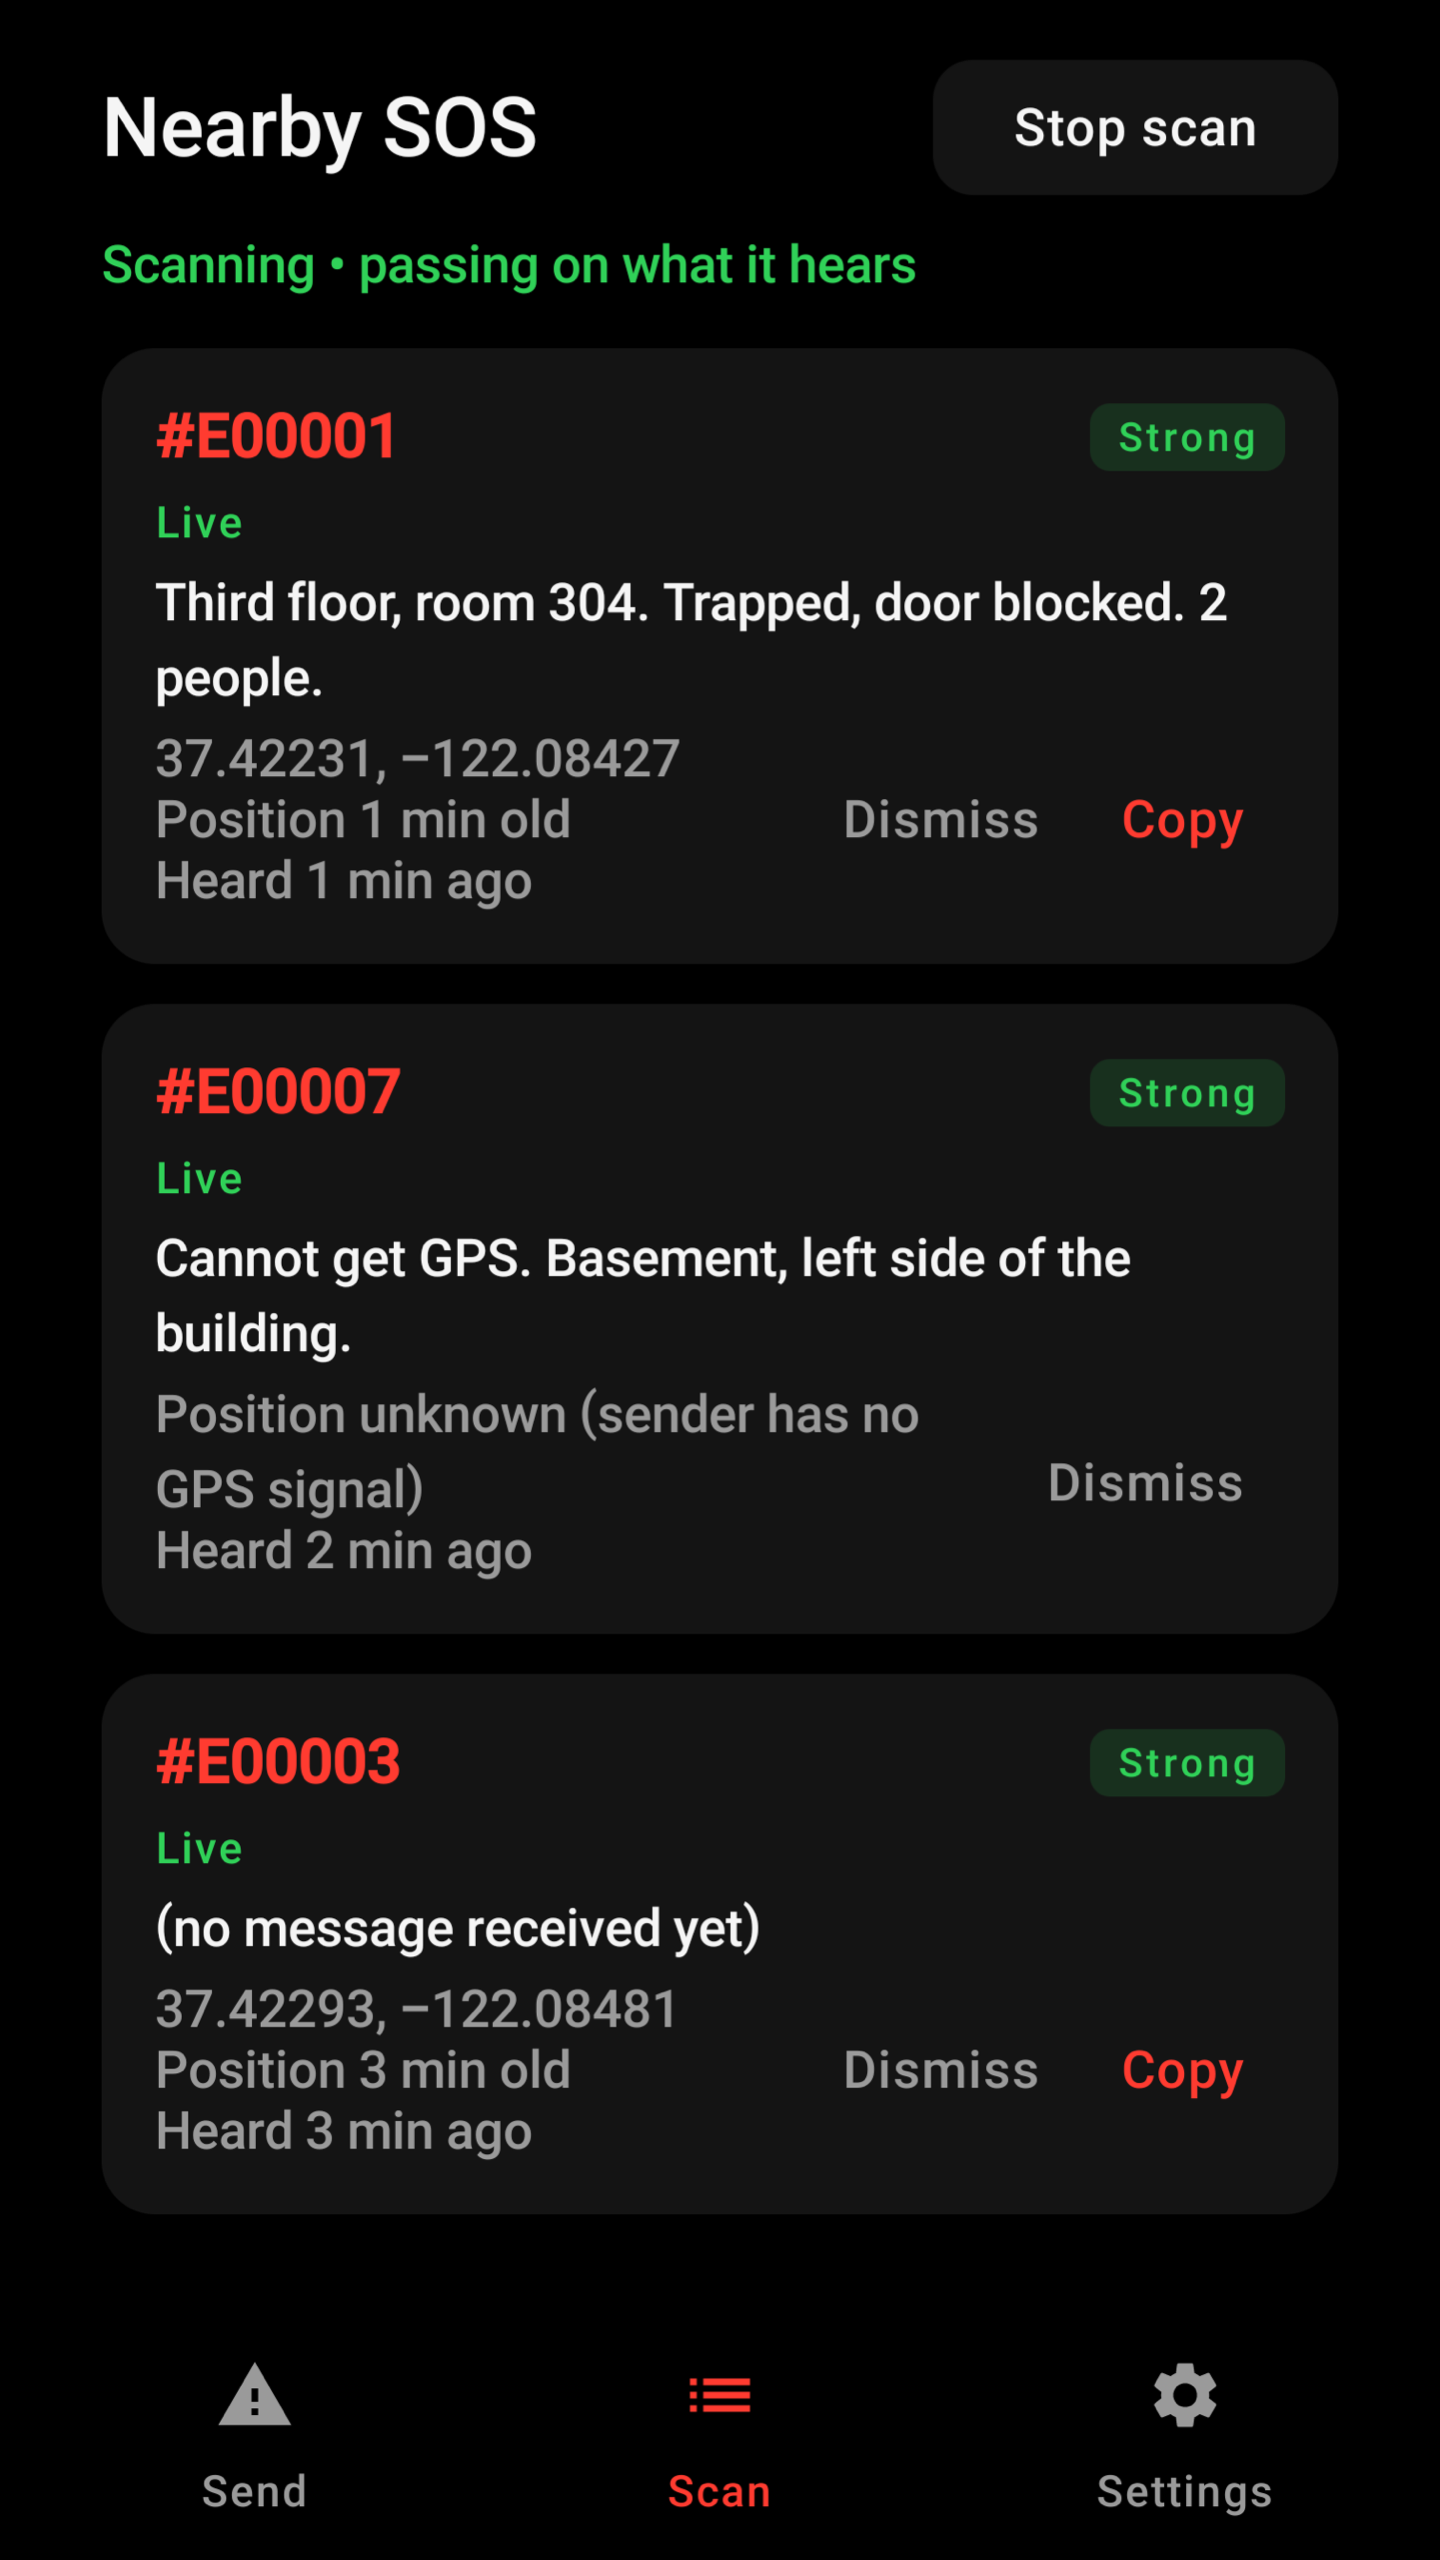 Nearby SOS
Stop scan
Scanning • passing on what it hears
#E00001
Strong
Live
Third floor, room 304. Trapped, door blocked. 2
people.
37.42231, −122.08427
Position 1 min old
Heard 1 min ago
Dismiss
Copy
#E00007
Strong
Live
Cannot get GPS. Basement, left side of the
building.
Position unknown (sender has no
GPS signal)
Heard 2 min ago
Dismiss
#E00003
Strong
Live
(no message received yet)
37.42293, −122.08481
Position 3 min old
Heard 3 min ago
Dismiss
Copy
Send
Scan
Settings